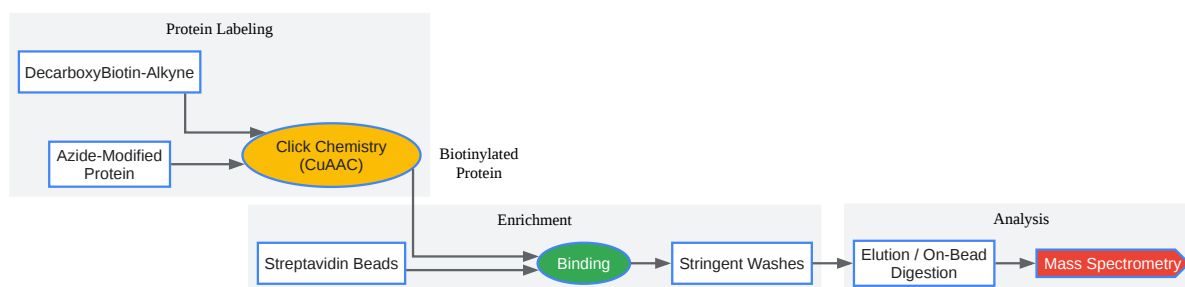 Protein Labeling
DecarboxyBiotin-Alkyne
Azide-Modified
Protein
Click Chemistry
(CuAAC)
Biotinylated
Protein
Enrichment
Streptavidin Beads
Binding
Stringent Washes
Analysis
Elution / On-Bead
Digestion
Mass Spectrometry